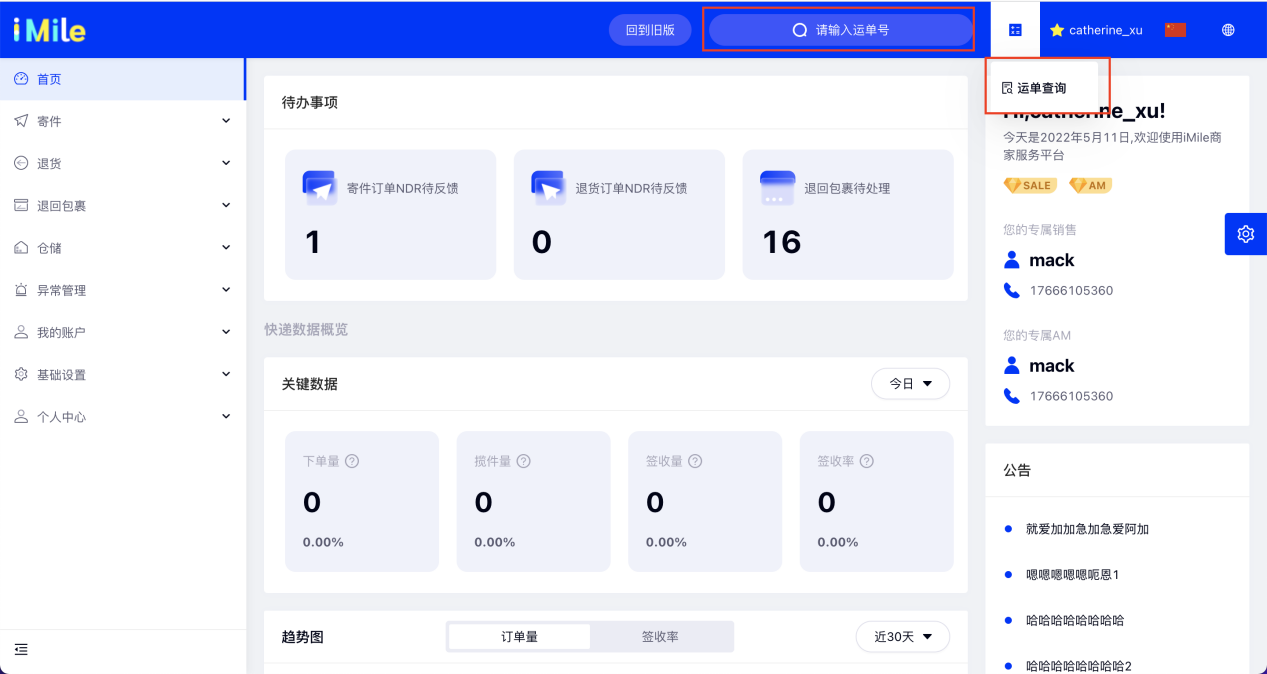 iMile
回到旧版
请输入运单号
catherine_xu
首页
寄件
退货
退回包裹
仓储
异常管理
我的账户
基础设置
个人中心
待办事项
寄件订单NDR待反馈
1
退货订单NDR待反馈
0
退回包裹待处理
16
快递数据概览
关键数据
今日
下单量
0
0.00%
揽件量
0
0.00%
签收量
0
0.00%
签收率
0
0.00%
趋势图
订单量
签收率
近30天
运单查询
Hi,catherine_xu!
今天是2022年5月11日,欢迎使用iMile商
家服务平台
SALE
AM
您的专属销售
mack
17666105360
您的专属AM
mack
17666105360
公告
就爱加加急加急爱阿加
嗯嗯嗯嗯嗯呃恩1
哈哈哈哈哈哈哈哈
哈哈哈哈哈哈哈哈2